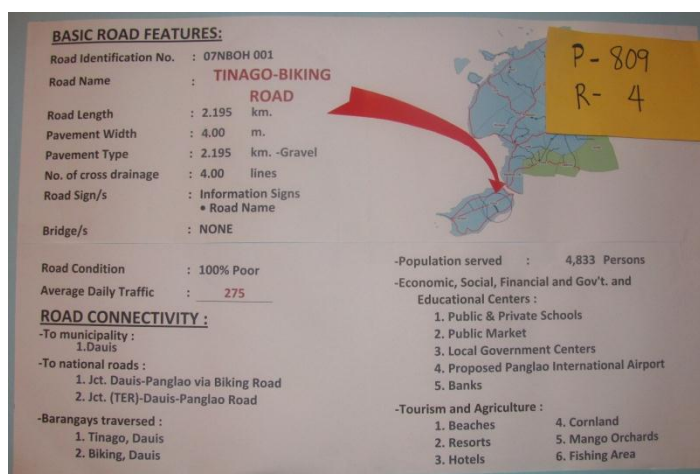 BASIC ROAD FEATURES:
Road Identification No. : 07NBOH 001
Road Name : TINAGO-BIKING
ROAD
Road Length : 2.195 km.
Pavement Width : 4.00 m.
Pavement Type : 2.195 km. -Gravel
No. of cross drainage : 4.00 lines
Road Sign/s : Information Signs
• Road Name
Bridge/s : NONE
P- 809
R- 4
Road Condition : 100% Poor
Average Daily Traffic : 275
ROAD CONNECTIVITY :
-To municipality :
1.Dauis
-To national roads :
1. Jct. Dauis-Panglao via Biking Road
2. Jct. (TER)-Dauis-Panglao Road
-Barangays traversed :
1. Tinago, Dauis
2. Biking, Dauis
-Population served : 4,833 Persons
-Economic, Social, Financial and Gov't. and
Educational Centers :
1. Public & Private Schools
2. Public Market
3. Local Government Centers
4. Proposed Panglao International Airport
5. Banks
-Tourism and Agriculture :
1. Beaches 4. Cornland
2. Resorts 5. Mango Orchards
3. Hotels 6. Fishing Area